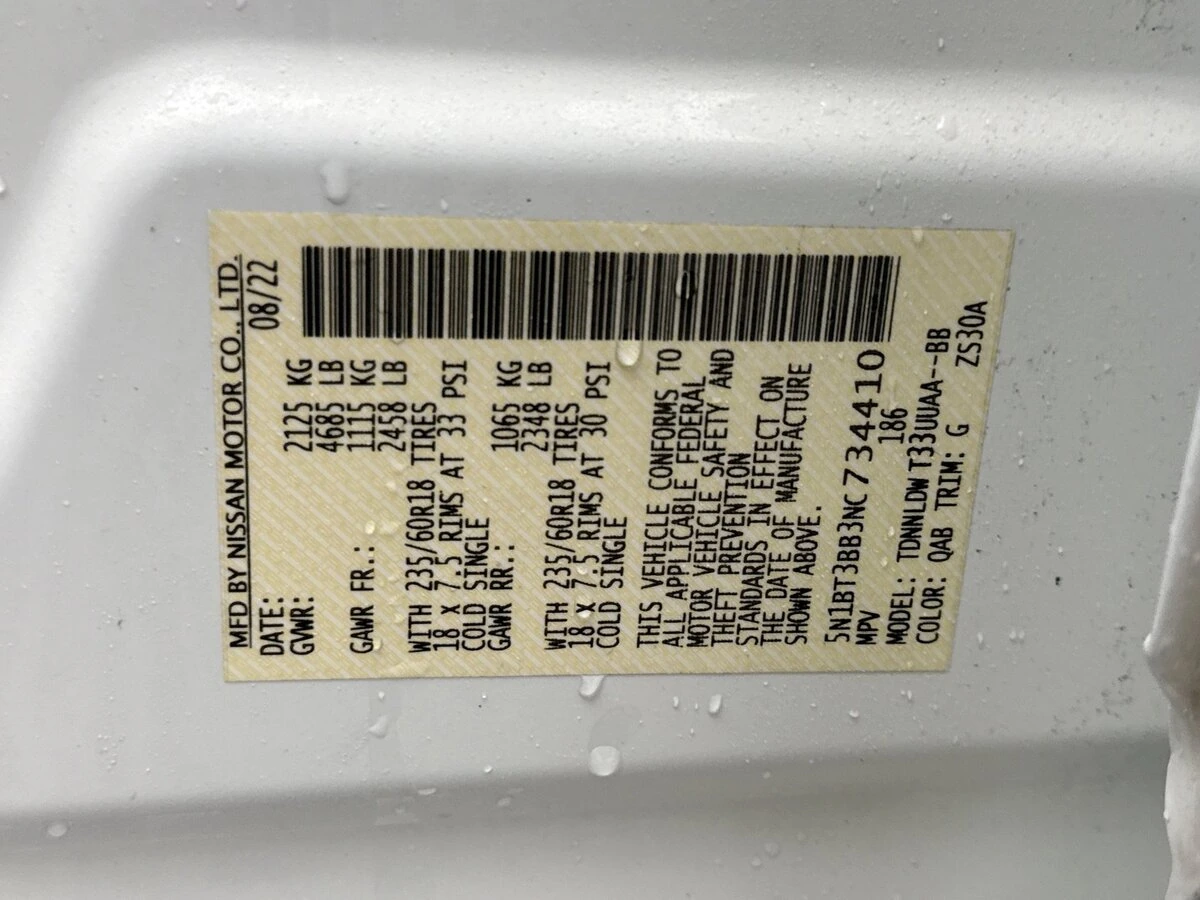 MFD BY NISSAN MOTOR CO., LTD.
DATE: 08/22
GVWR: 2125 KG
4685 LB
GAWR FR.: 1115 KG
2458 LB
WITH 235/60R18 TIRES
18 X 7.5 RIMS AT 33 PSI
COLD SINGLE
GAWR RR.: 1065 KG
2348 LB
WITH 235/60R18 TIRES
18 X 7.5 RIMS AT 30 PSI
COLD SINGLE
THIS VEHICLE CONFORMS TO
ALL APPLICABLE FEDERAL
MOTOR VEHICLE SAFETY AND
THEFT PREVENTION
STANDARDS IN EFFECT ON
THE DATE OF MANUFACTURE
SHOWN ABOVE.
5N1BT3BB3NC734410
MPV 186
MODEL: TDNNLDWT33UUAA--BB
COLOR: QAB TRIM: G ZS30A